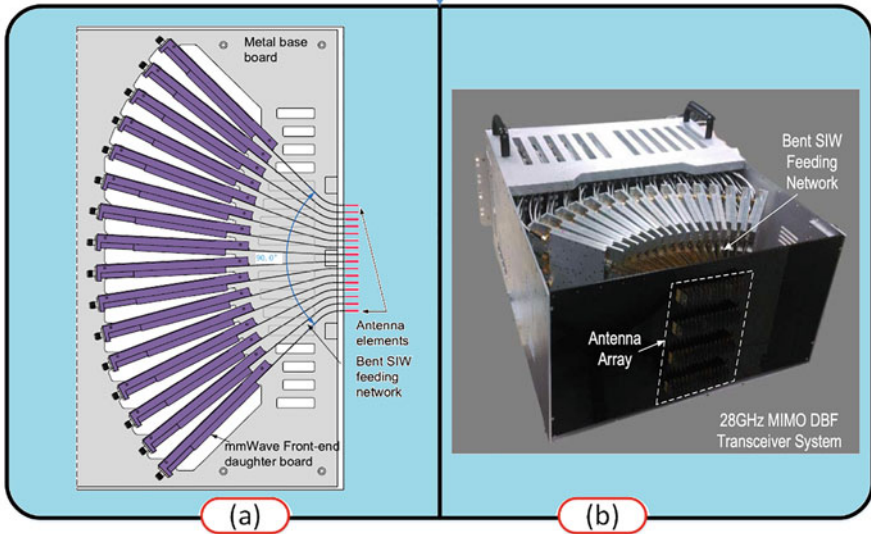 Metal base
board
90.0°
Antenna
elements
Bent SIW
feeding
network
mmWave Front-end
daughter board
(a)
Bent SIW
Feeding
Network
Antenna
Array
28GHz MIMO DBF
Transceiver System
(b)